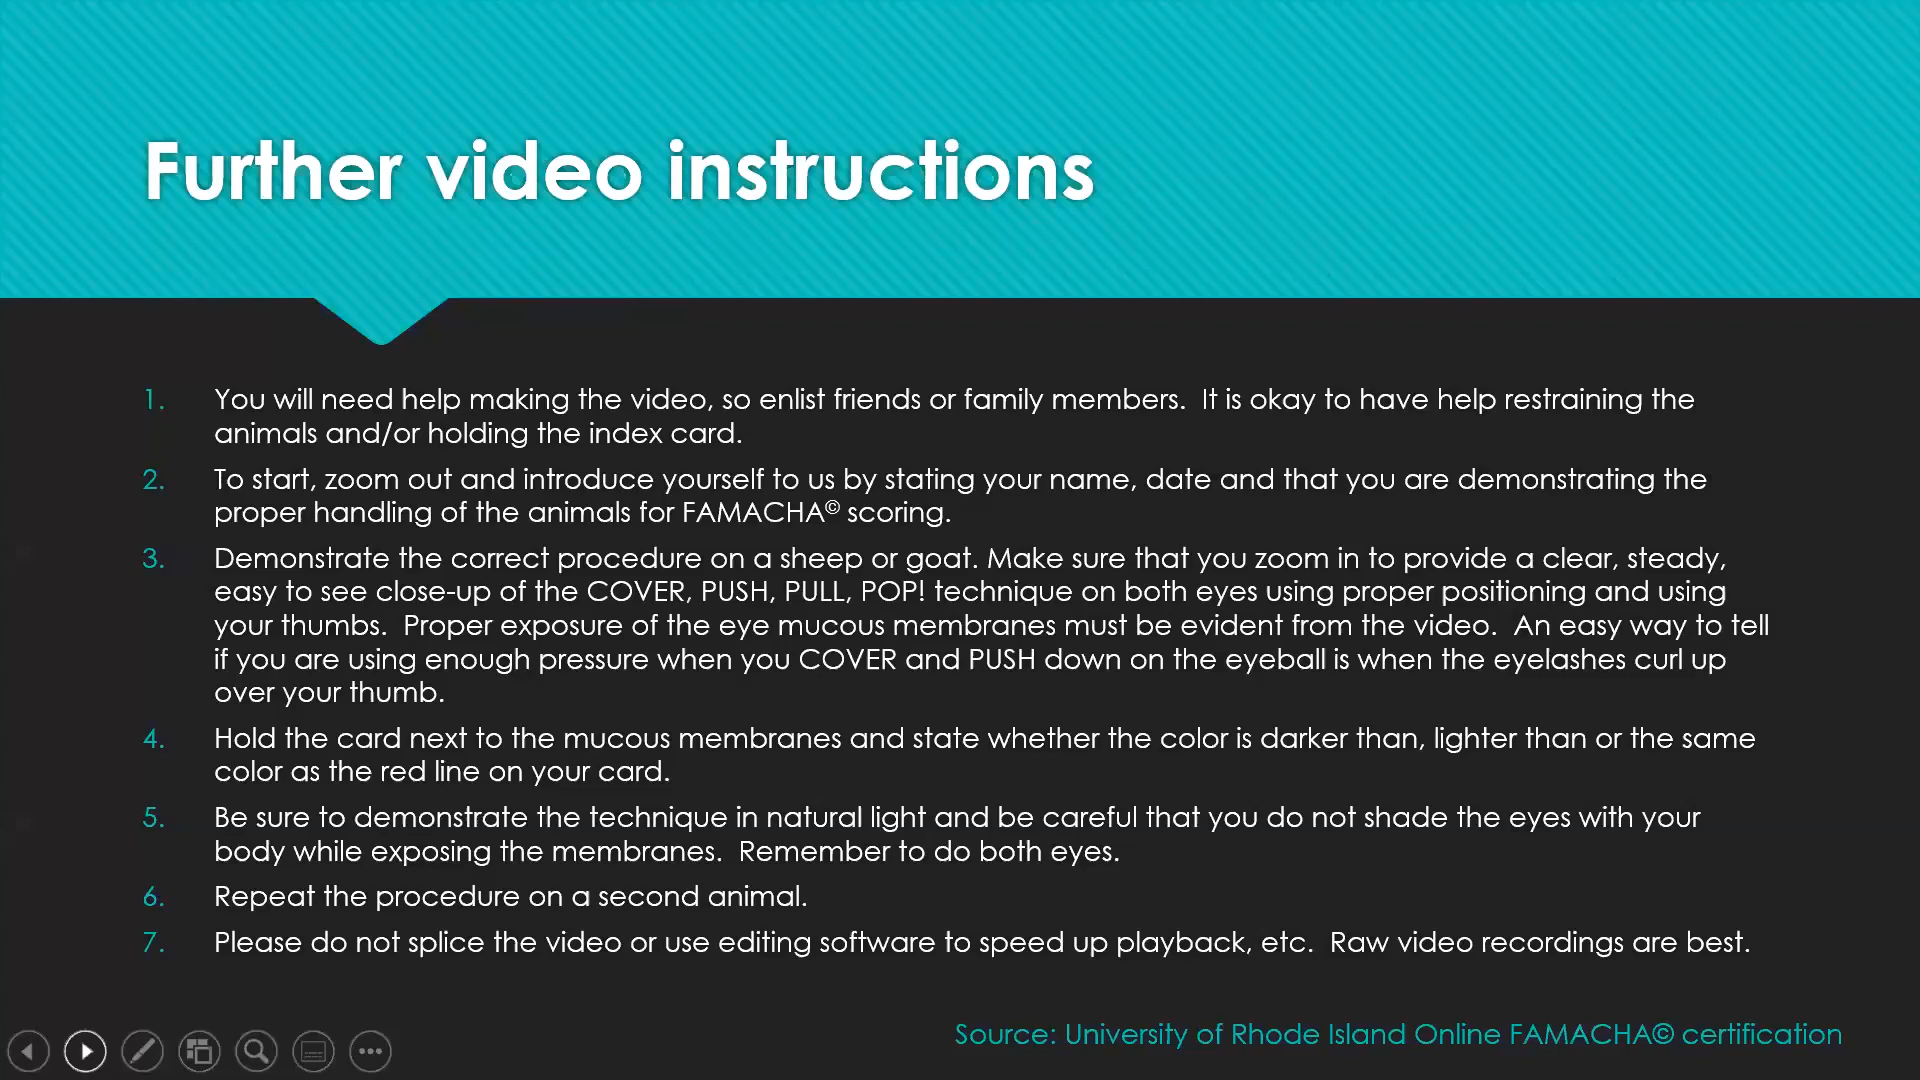 Further video instructions
1. You will need help making the video, so enlist friends or family members.  It is okay to have help restraining the
animals and/or holding the index card.
2. To start, zoom out and introduce yourself to us by stating your name, date and that you are demonstrating the
proper handling of the animals for FAMACHA© scoring.
3. Demonstrate the correct procedure on a sheep or goat. Make sure that you zoom in to provide a clear, steady,
easy to see close-up of the COVER, PUSH, PULL, POP! technique on both eyes using proper positioning and using
your thumbs.  Proper exposure of the eye mucous membranes must be evident from the video.  An easy way to tell
if you are using enough pressure when you COVER and PUSH down on the eyeball is when the eyelashes curl up
over your thumb.
4. Hold the card next to the mucous membranes and state whether the color is darker than, lighter than or the same
color as the red line on your card.
5. Be sure to demonstrate the technique in natural light and be careful that you do not shade the eyes with your
body while exposing the membranes.  Remember to do both eyes.
6. Repeat the procedure on a second animal.
7. Please do not splice the video or use editing software to speed up playback, etc.  Raw video recordings are best.
Source: University of Rhode Island Online FAMACHA© certification